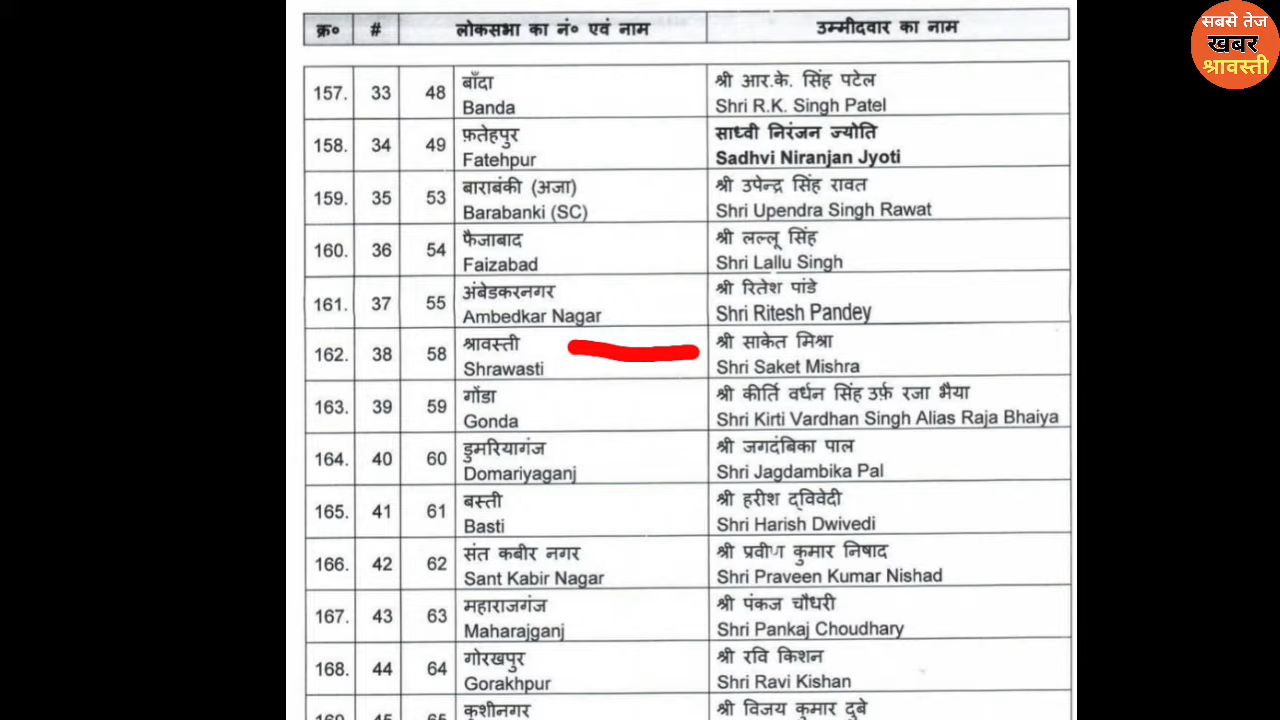 क्र० # लोकसभा का नं० एवं नाम उम्मीदवार का नाम
सबसे तेज
खबर
श्रावस्ती
157. 33 48 बाँदा श्री आर.के. सिंह पटेल
Banda Shri R.K. Singh Patel
158. 34 49 फ़तेहपुर साध्वी निरंजन ज्योति
Fatehpur Sadhvi Niranjan Jyoti
159. 35 53 बाराबंकी (अजा) श्री उपेन्द्र सिंह रावत
Barabanki (SC) Shri Upendra Singh Rawat
160. 36 54 फैजाबाद श्री लल्लू सिंह
Faizabad Shri Lallu Singh
161. 37 55 अंबेडकरनगर श्री रितेश पांडे
Ambedkar Nagar Shri Ritesh Pandey
162. 38 58 श्रावस्ती श्री साकेत मिश्रा
Shrawasti Shri Saket Mishra
163. 39 59 गोंडा श्री कीर्ति वर्धन सिंह उर्फ़ रजा भैया
Gonda Shri Kirti Vardhan Singh Alias Raja Bhaiya
164. 40 60 डुमरियागंज श्री जगदंबिका पाल
Domariyaganj Shri Jagdambika Pal
165. 41 61 बस्ती श्री हरीश द्विवेदी
Basti Shri Harish Dwivedi
166. 42 62 संत कबीर नगर श्री प्रवीण कुमार निषाद
Sant Kabir Nagar Shri Praveen Kumar Nishad
167. 43 63 महाराजगंज श्री पंकज चौधरी
Maharajganj Shri Pankaj Choudhary
168. 44 64 गोरखपुर श्री रवि किशन
Gorakhpur Shri Ravi Kishan
169. 45 65 कुशीनगर श्री विजय कुमार दुबे